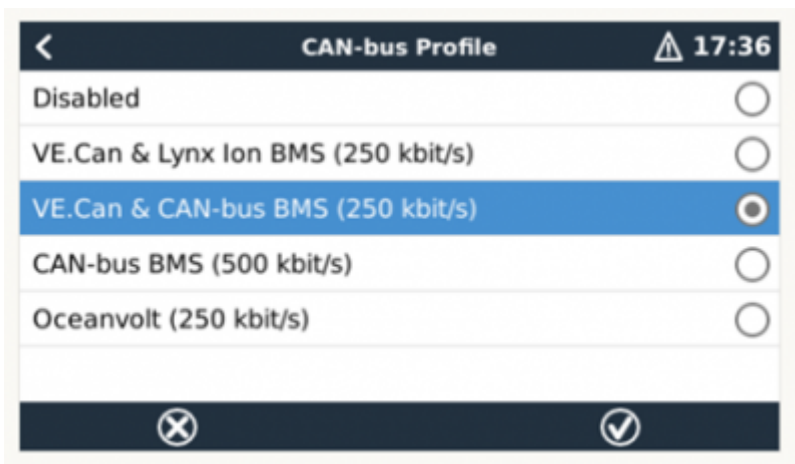 CAN-bus Profile 17:36
Disabled
VE.Can & Lynx Ion BMS (250 kbit/s)
VE.Can & CAN-bus BMS (250 kbit/s)
CAN-bus BMS (500 kbit/s)
Oceanvolt (250 kbit/s)